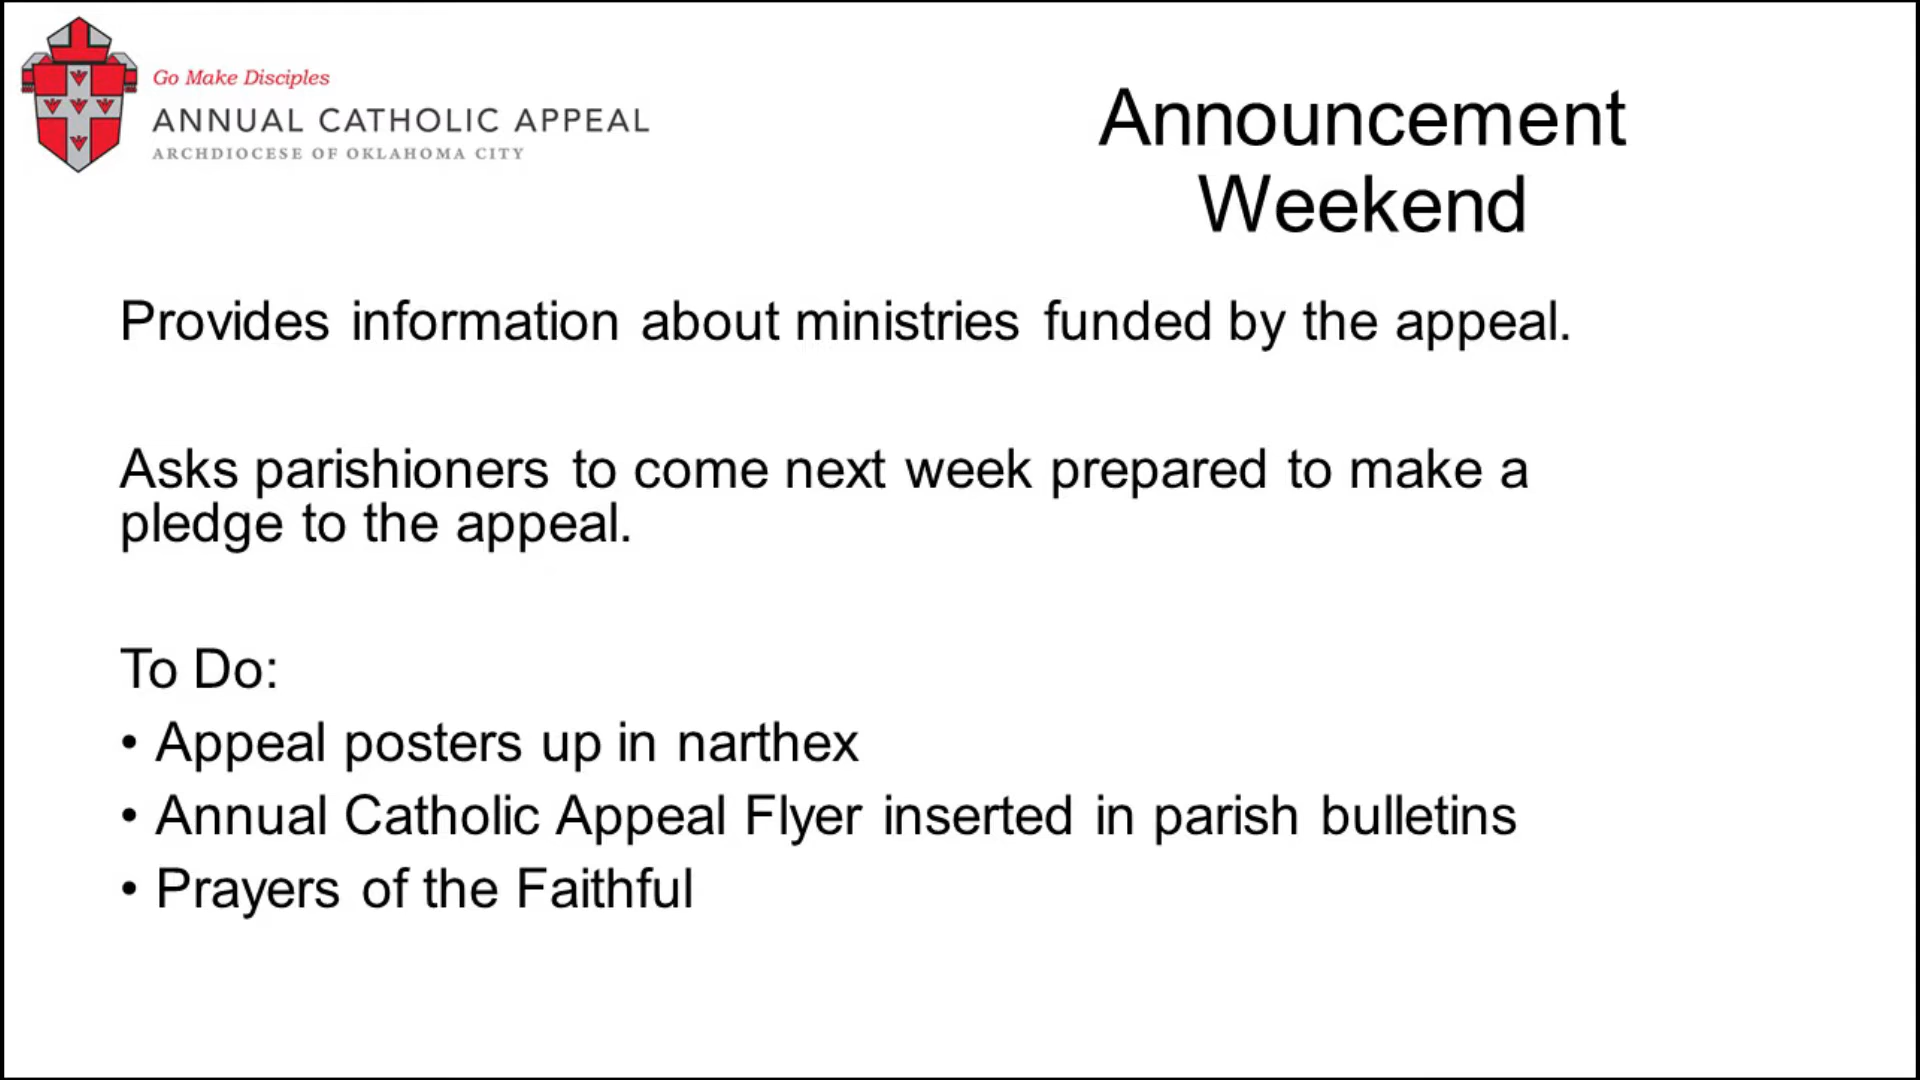 Go Make Disciples
ANNUAL CATHOLIC APPEAL
ARCHDIOCESE OF OKLAHOMA CITY
Announcement
Weekend
Provides information about ministries funded by the appeal.
Asks parishioners to come next week prepared to make a
pledge to the appeal.
To Do:
• Appeal posters up in narthex
• Annual Catholic Appeal Flyer inserted in parish bulletins
• Prayers of the Faithful